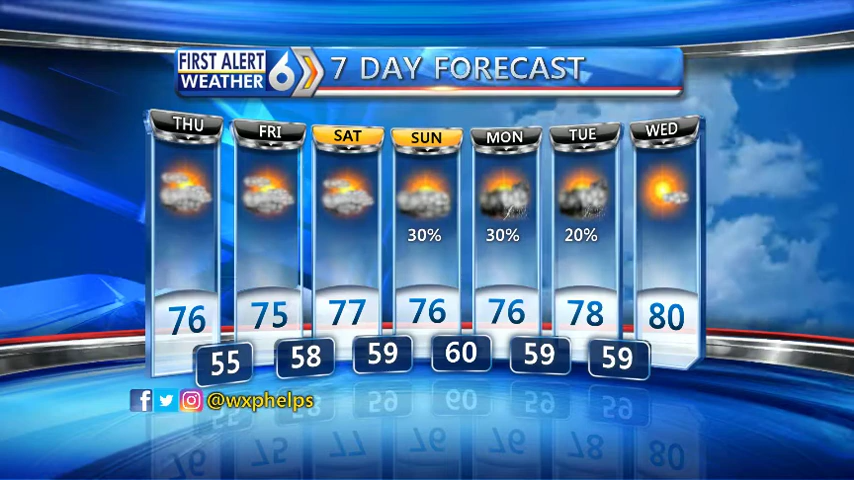 FIRST ALERT
WEATHER 6
7 DAY FORECAST
THU FRI SAT SUN MON TUE WED
30% 30% 20%
76 75 77 76 76 78 80
55 58 59 60 59 59
f @wxphelps